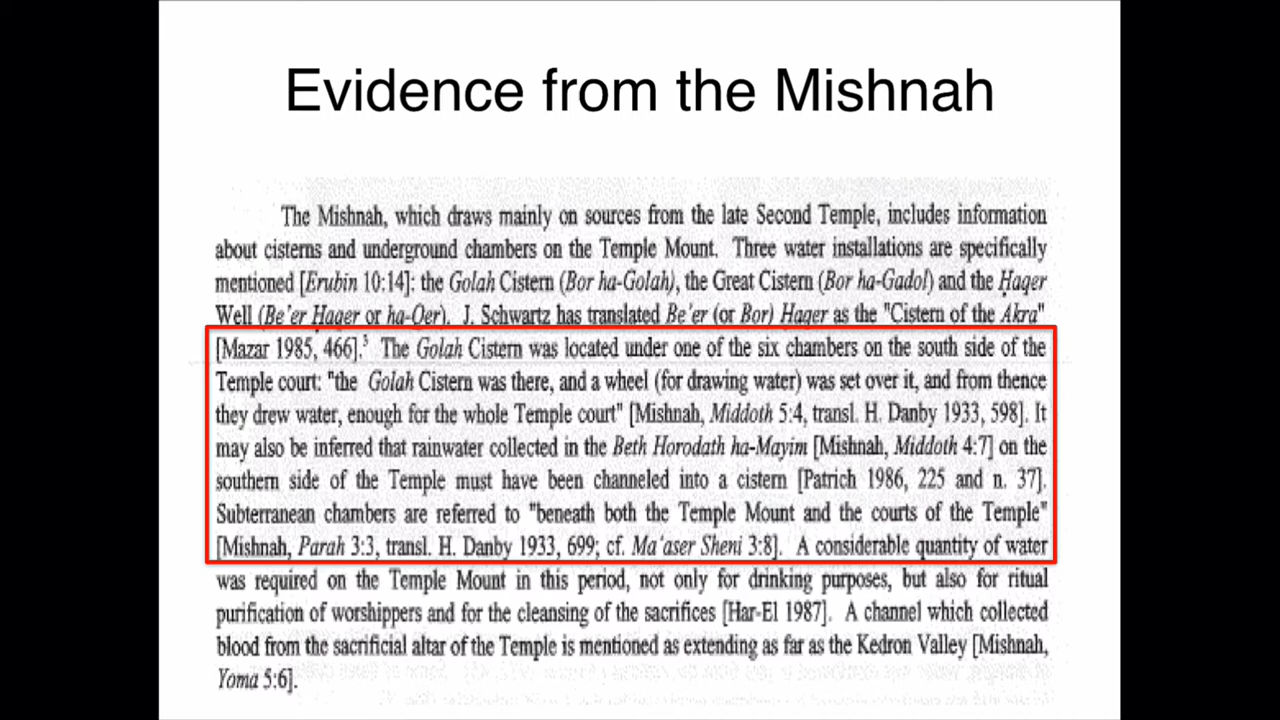 Evidence from the Mishnah
The Mishnah, which draws mainly on sources from the late Second Temple, includes information
about cisterns and underground chambers on the Temple Mount. Three water installations are specifically
mentioned [Erubin 10:14]: the Golah Cistern (Bor ha-Golah), the Great Cistern (Bor ha-Gadol) and the Ḥaqer
Well (Be'er Ḥaqer or ha-Qer). J. Schwartz has translated Be'er (or Bor) Haqer as the "Cistern of the Akra"
[Mazar 1985, 466].³ The Golah Cistern was located under one of the six chambers on the south side of the
Temple court: "the Golah Cistern was there, and a wheel (for drawing water) was set over it, and from thence
they drew water, enough for the whole Temple court" [Mishnah, Middoth 5:4, transl. H. Danby 1933, 598]. It
may also be inferred that rainwater collected in the Beth Horodath ha-Mayim [Mishnah, Middoth 4:7] on the
southern side of the Temple must have been channeled into a cistern [Patrich 1986, 225 and n. 37].
Subterranean chambers are referred to "beneath both the Temple Mount and the courts of the Temple"
[Mishnah, Parah 3:3, transl. H. Danby 1933, 699; cf. Ma'aser Sheni 3:8]. A considerable quantity of water
was required on the Temple Mount in this period, not only for drinking purposes, but also for ritual
purification of worshippers and for the cleansing of the sacrifices [Har-El 1987]. A channel which collected
blood from the sacrificial altar of the Temple is mentioned as extending as far as the Kedron Valley [Mishnah,
Yoma 5:6].